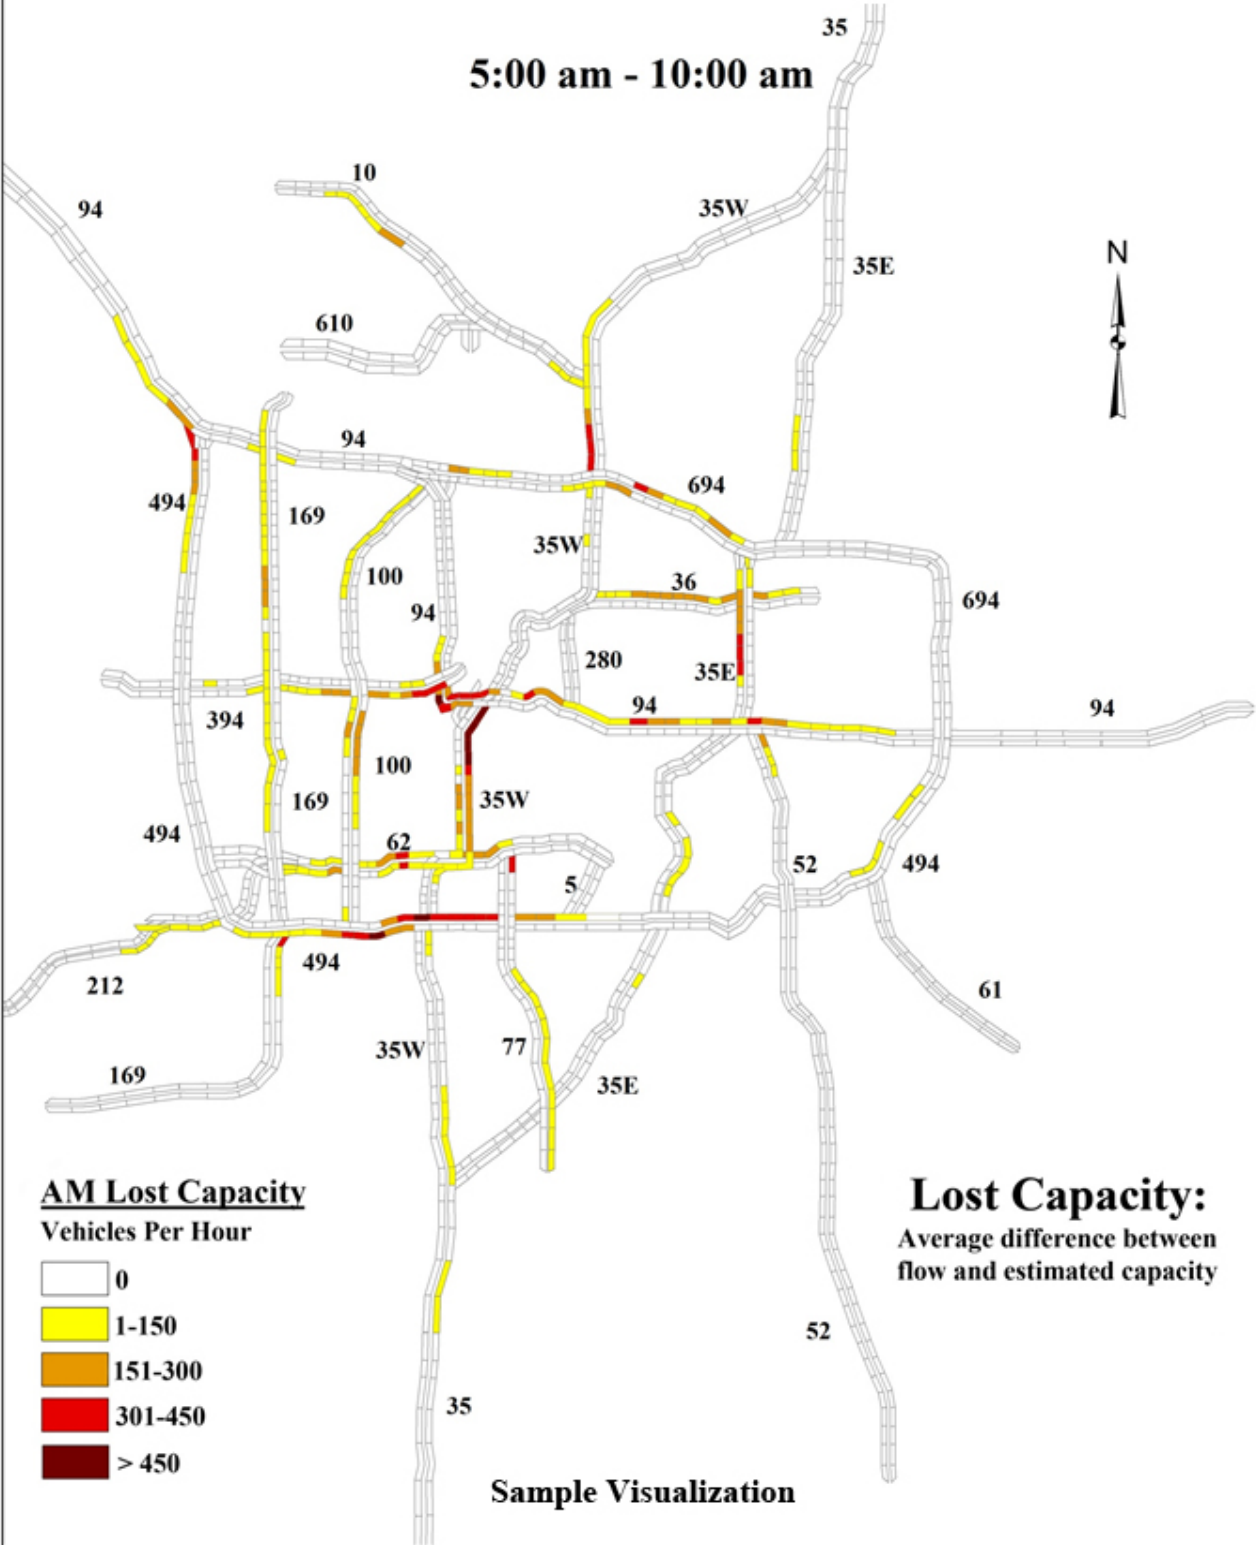 35
5:00 am - 10:00 am
10
94
35W
N
35E
610
94
694
494
169
35W
100
36
94
694
280
35E
94
94
394
100
169
35W
494
62
52
494
5
494
212
61
35W
77
169
35E
AM Lost Capacity
Vehicles Per Hour
0
1-150
151-300
301-450
> 450
Lost Capacity:
Average difference between
flow and estimated capacity
52
35
Sample Visualization